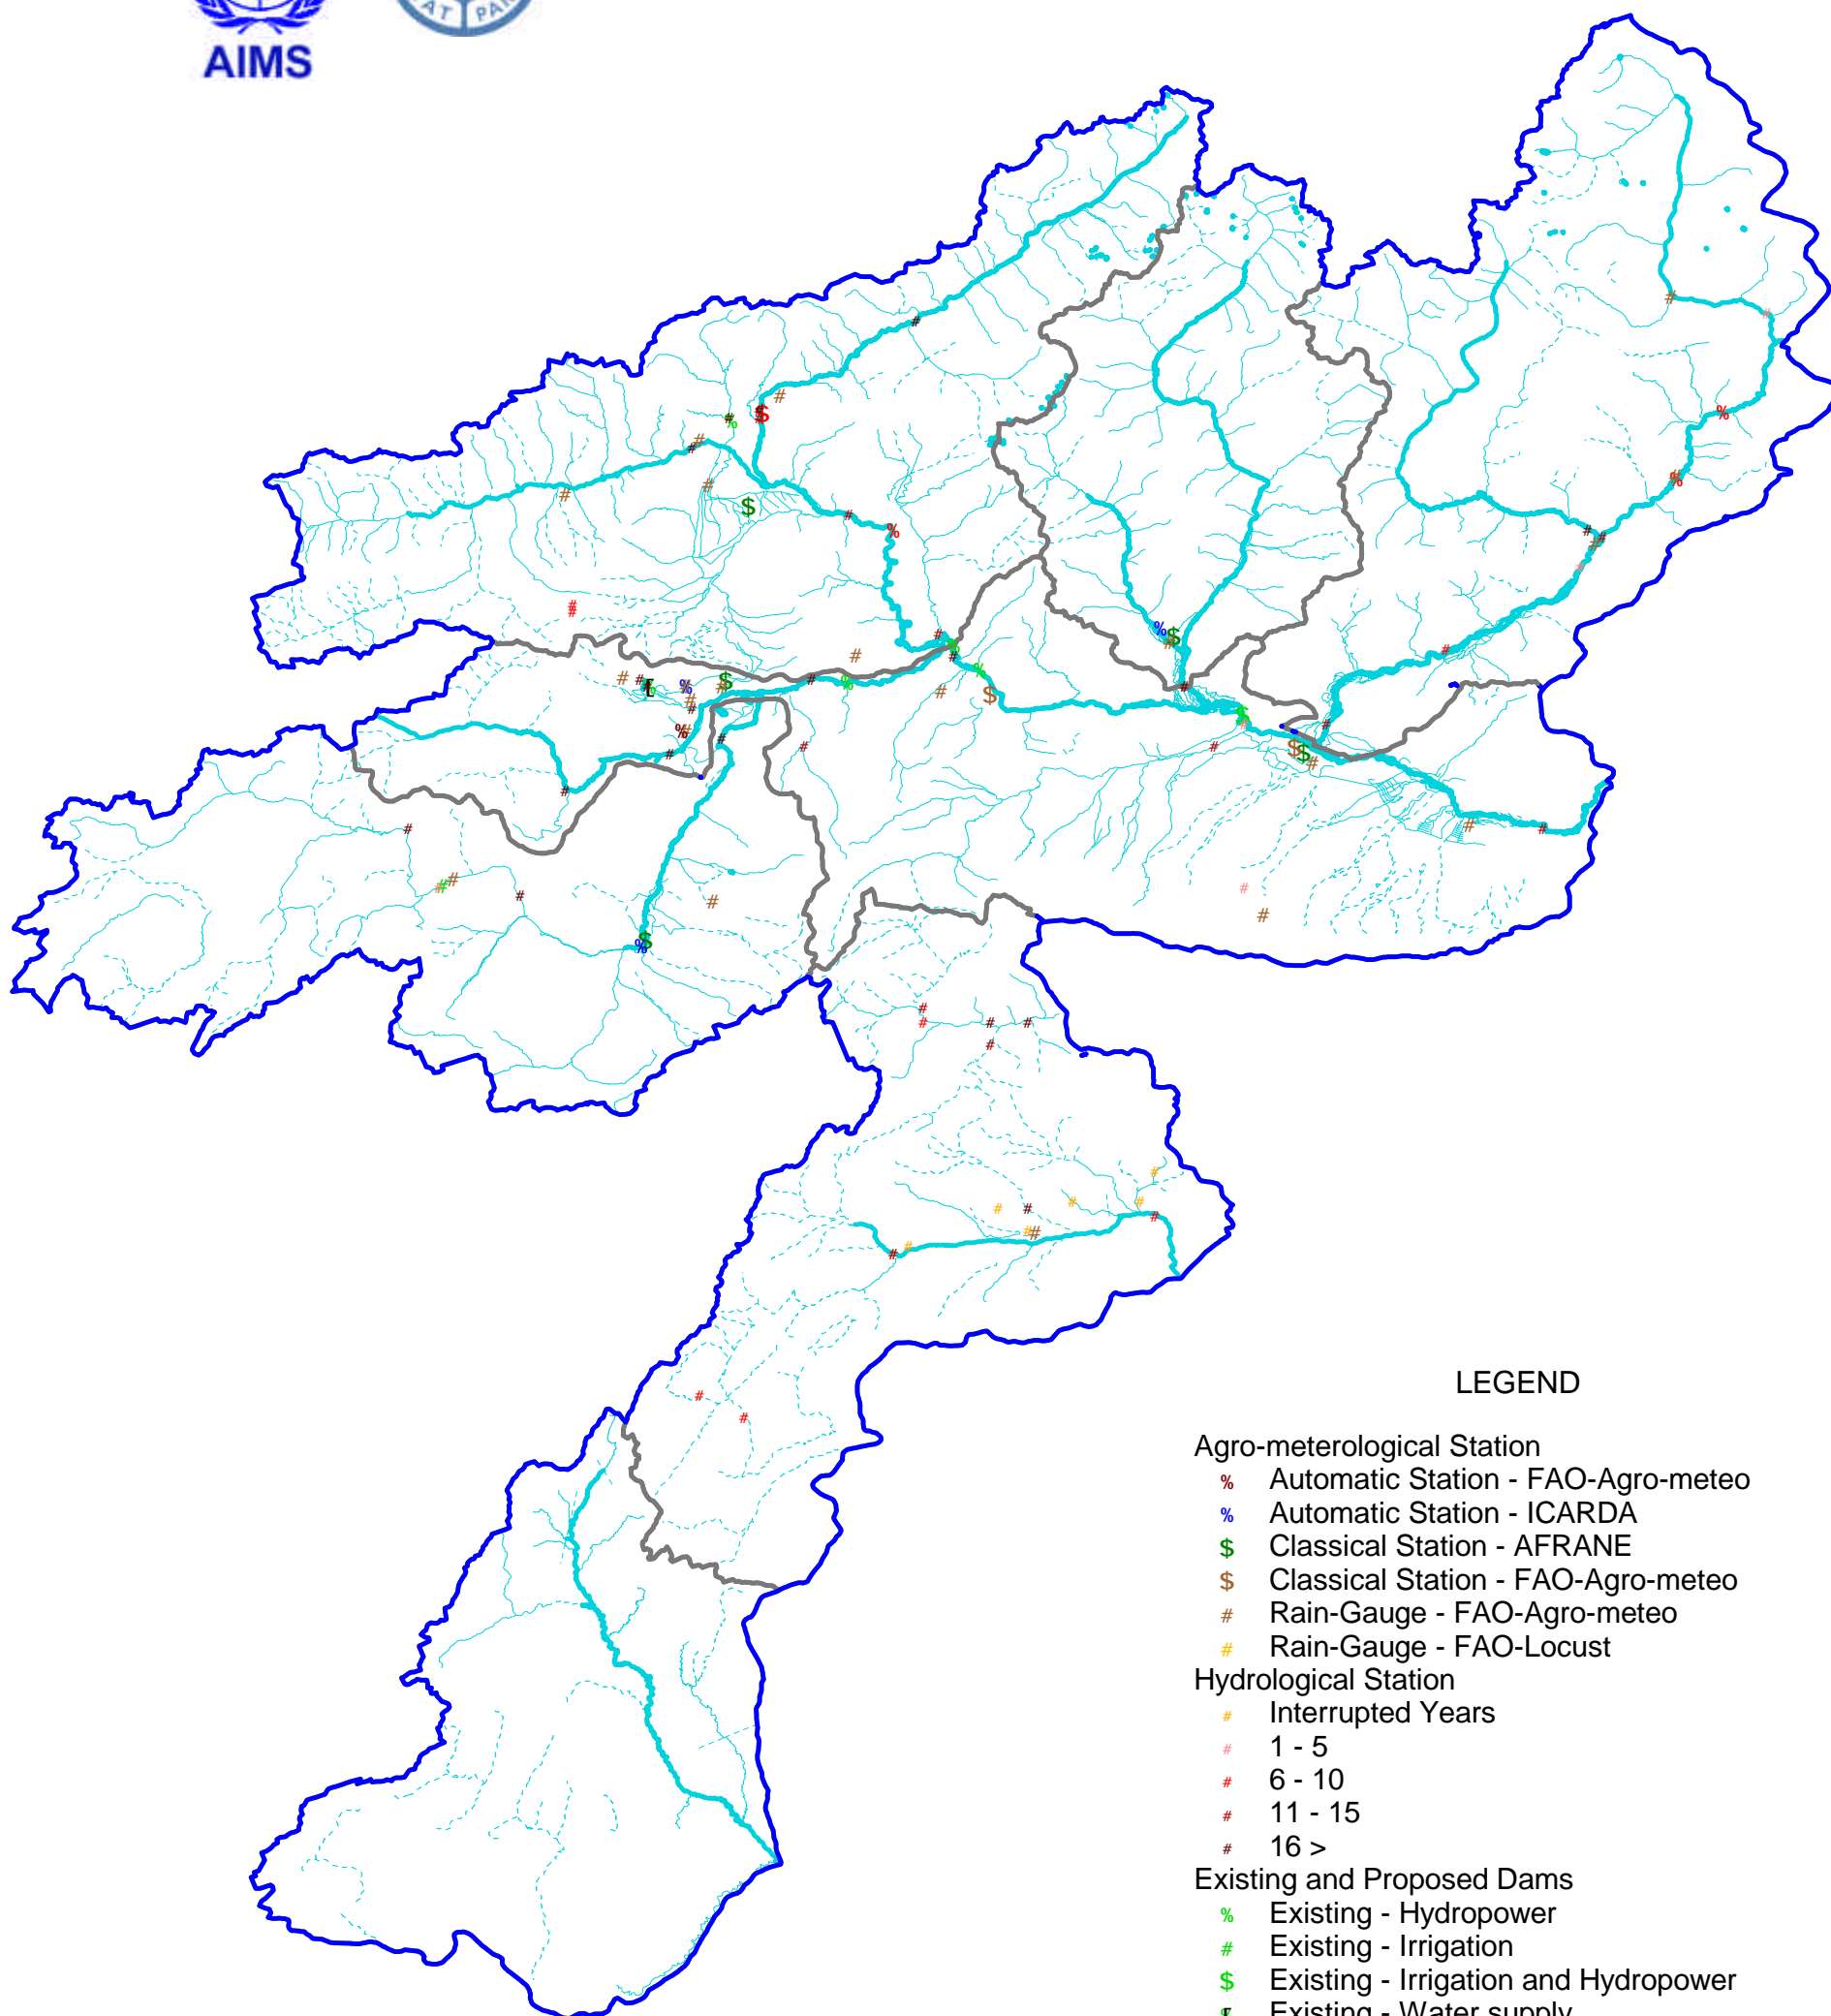 AT PAN
AIMS
LEGEND
Agro-meterological Station
% Automatic Station - FAO-Agro-meteo
% Automatic Station - ICARDA
$ Classical Station - AFRANE
$ Classical Station - FAO-Agro-meteo
# Rain-Gauge - FAO-Agro-meteo
# Rain-Gauge - FAO-Locust
Hydrological Station
# Interrupted Years
# 1 - 5
# 6 - 10
# 11 - 15
# 16 >
Existing and Proposed Dams
% Existing - Hydropower
# Existing - Irrigation
$ Existing - Irrigation and Hydropower
Existing - Water supply